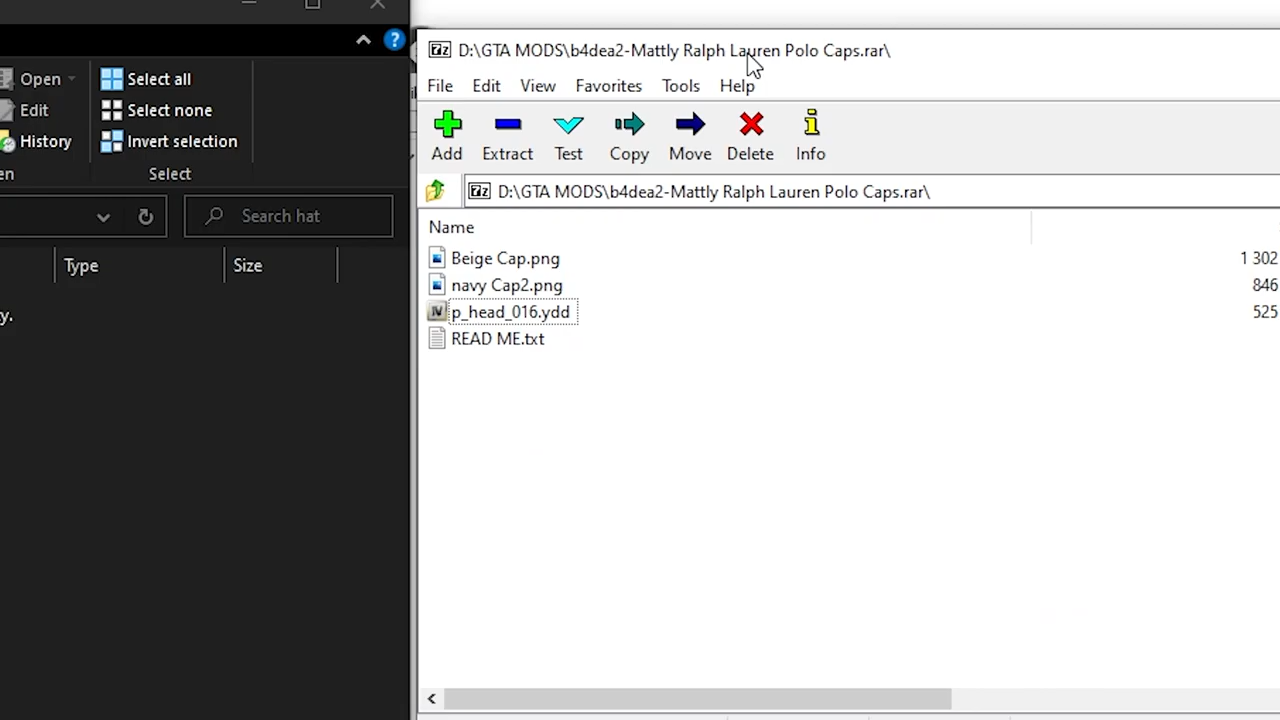 ?
Open
Select all
Edit
Select none
History
Invert selection
en
Select
Search hat
Type
Size
y.
7z D:\GTA MODS\b4dea2-Mattly Ralph Lauren Polo Caps.rar\
File Edit View Favorites Tools Help
Add Extract Test Copy Move Delete Info
7z D:\GTA MODS\b4dea2-Mattly Ralph Lauren Polo Caps.rar\
Name
Beige Cap.png 1 302
navy Cap2.png 846
IV p_head_016.ydd 525
READ ME.txt